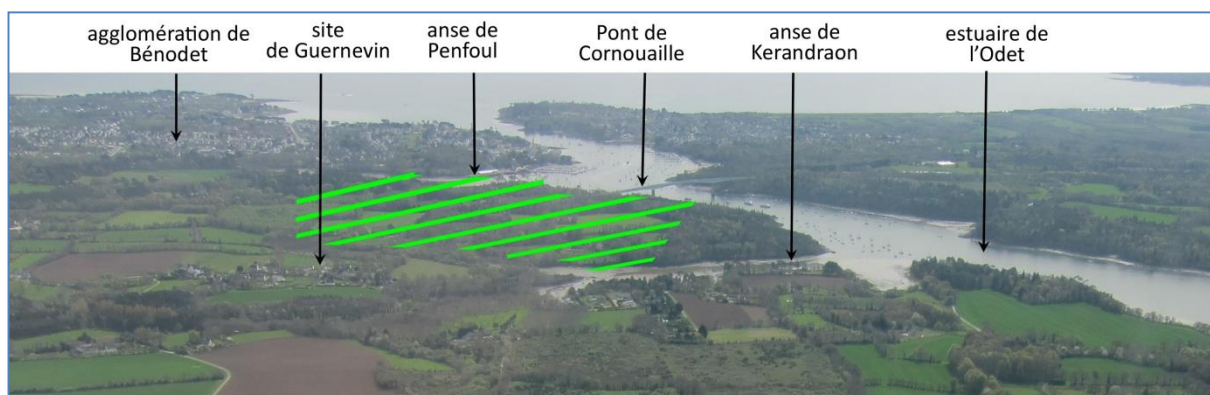 agglomération de
Bénodet
site
de Guernevin
anse de
Penfoul
Pont de
Cornouaille
anse de
Kerandraon
estuaire de
l’Odet